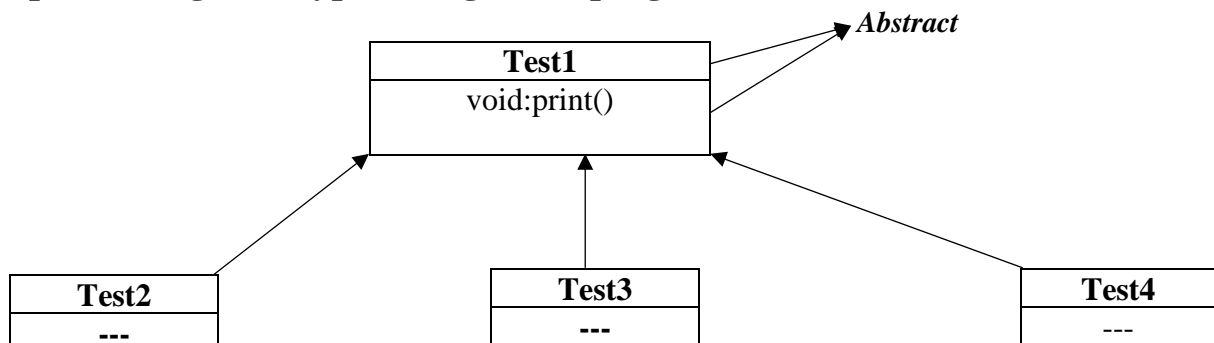 Abstract
Test1
void:print()
Test2
Test3
Test4
---
---
---